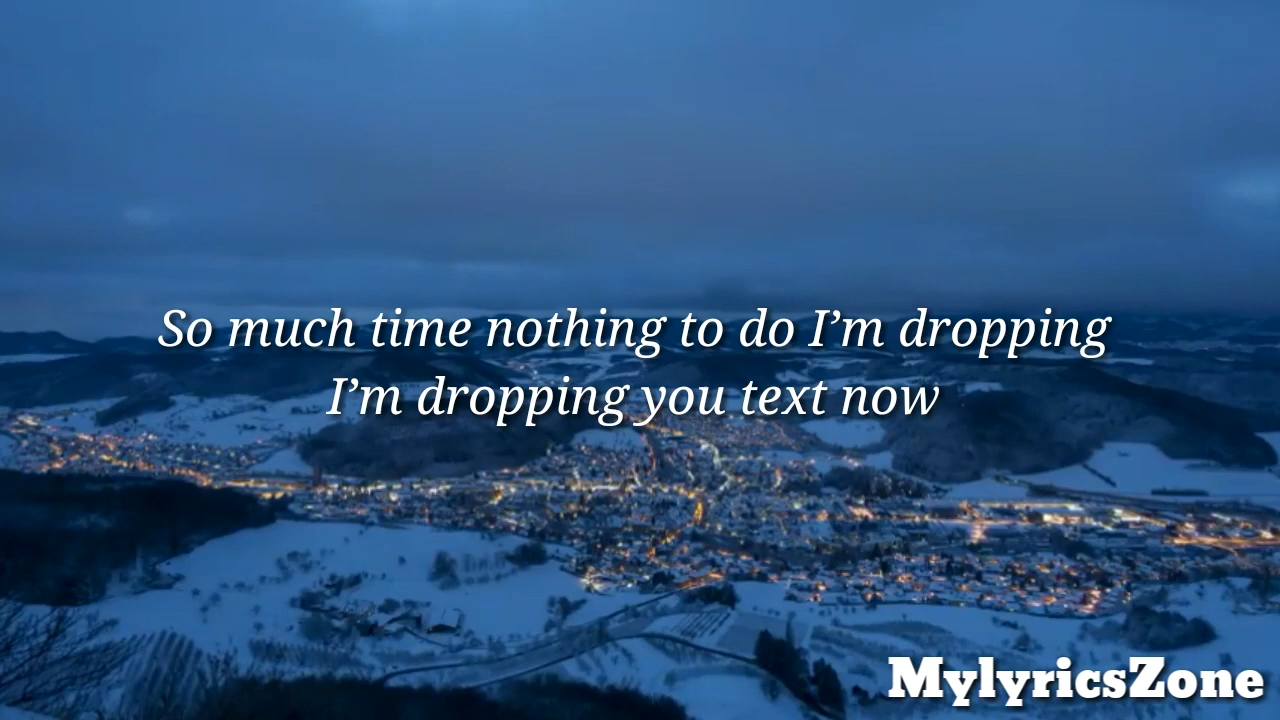 So much time nothing to do I’m dropping
I’m dropping you text now
MylyricsZone